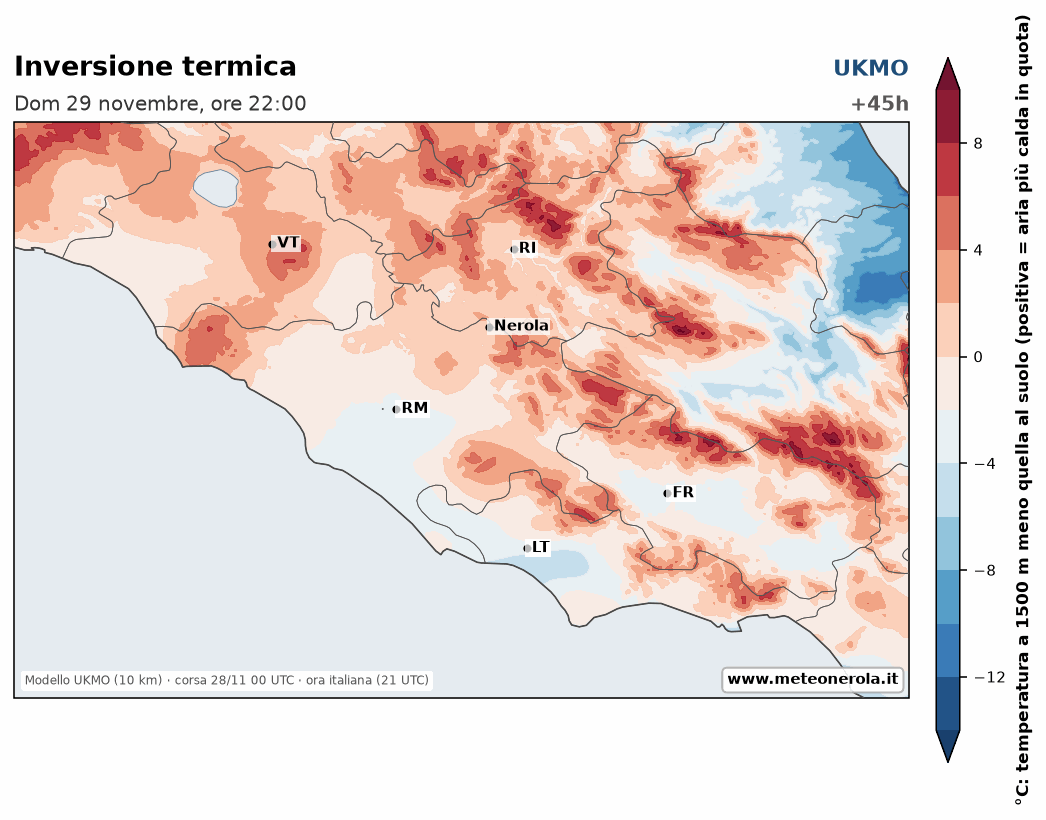 Inversione termica
UKMO
Dom 29 novembre, ore 22:00
+45h
VT
RI
Nerola
RM
FR
LT
Modello UKMO (10 km) · corsa 28/11 00 UTC · ora italiana (21 UTC)
www.meteonerola.it
8
4
0
−4
−8
−12
°C: temperatura a 1500 m meno quella al suolo (positiva = aria più calda in quota)